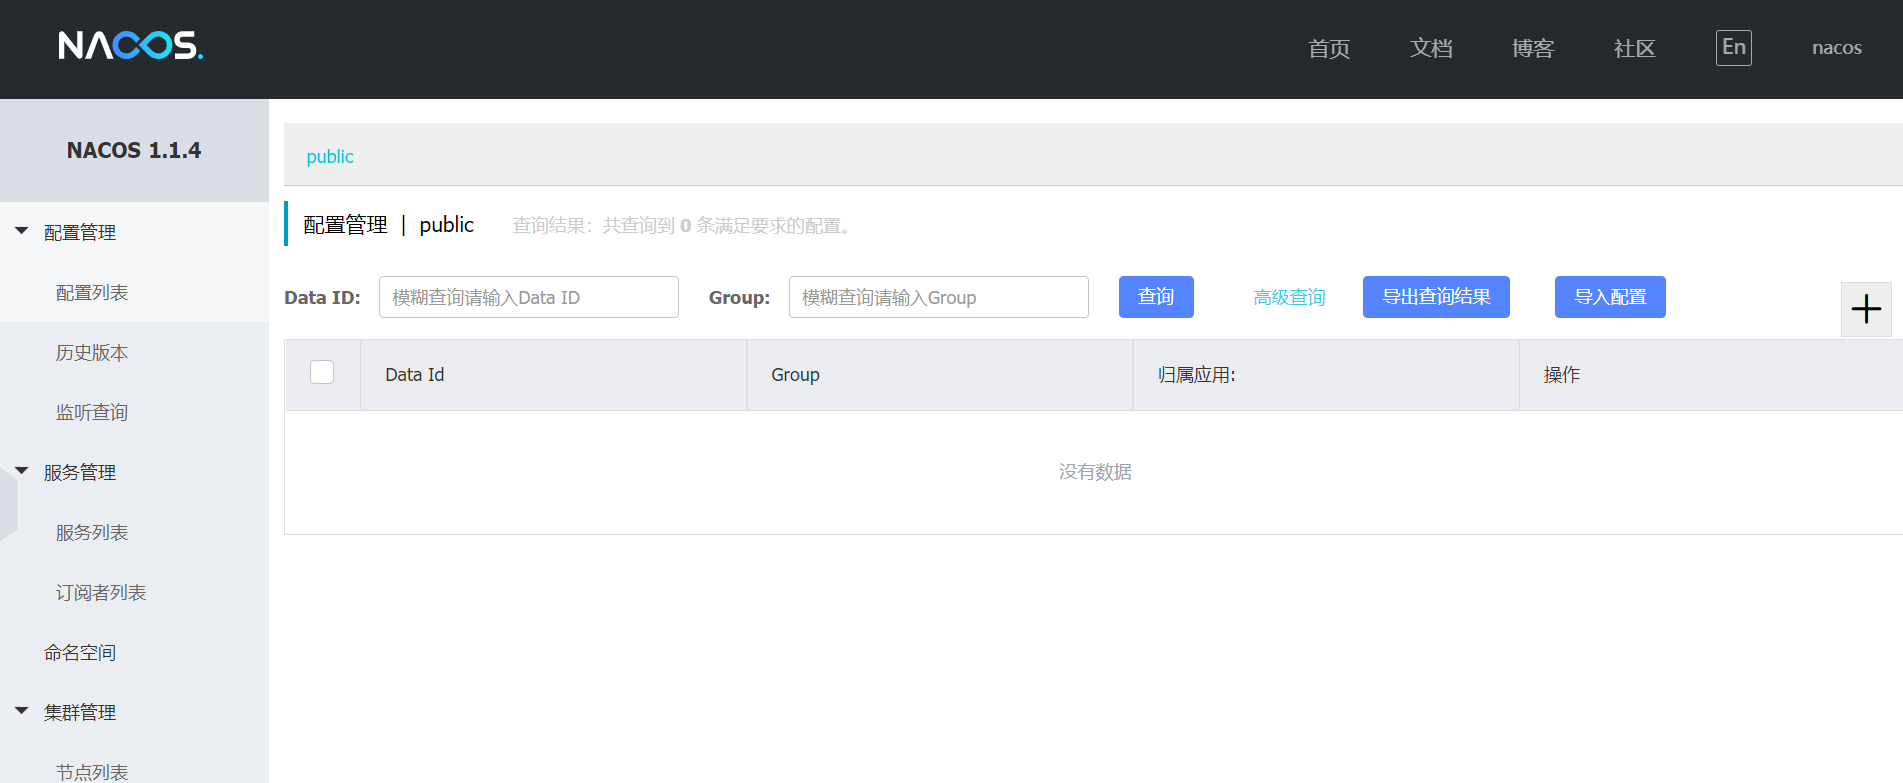 NACOS.
首页
文档
博客
社区
En
nacos
NACOS 1.1.4
配置管理
配置列表
历史版本
监听查询
服务管理
服务列表
订阅者列表
命名空间
集群管理
节点列表
public
配置管理 | public 查询结果：共查询到 0 条满足要求的配置。
Data ID: 模糊查询请输入Data ID Group: 模糊查询请输入Group 查询 高级查询 导出查询结果 导入配置
Data Id Group 归属应用: 操作
没有数据